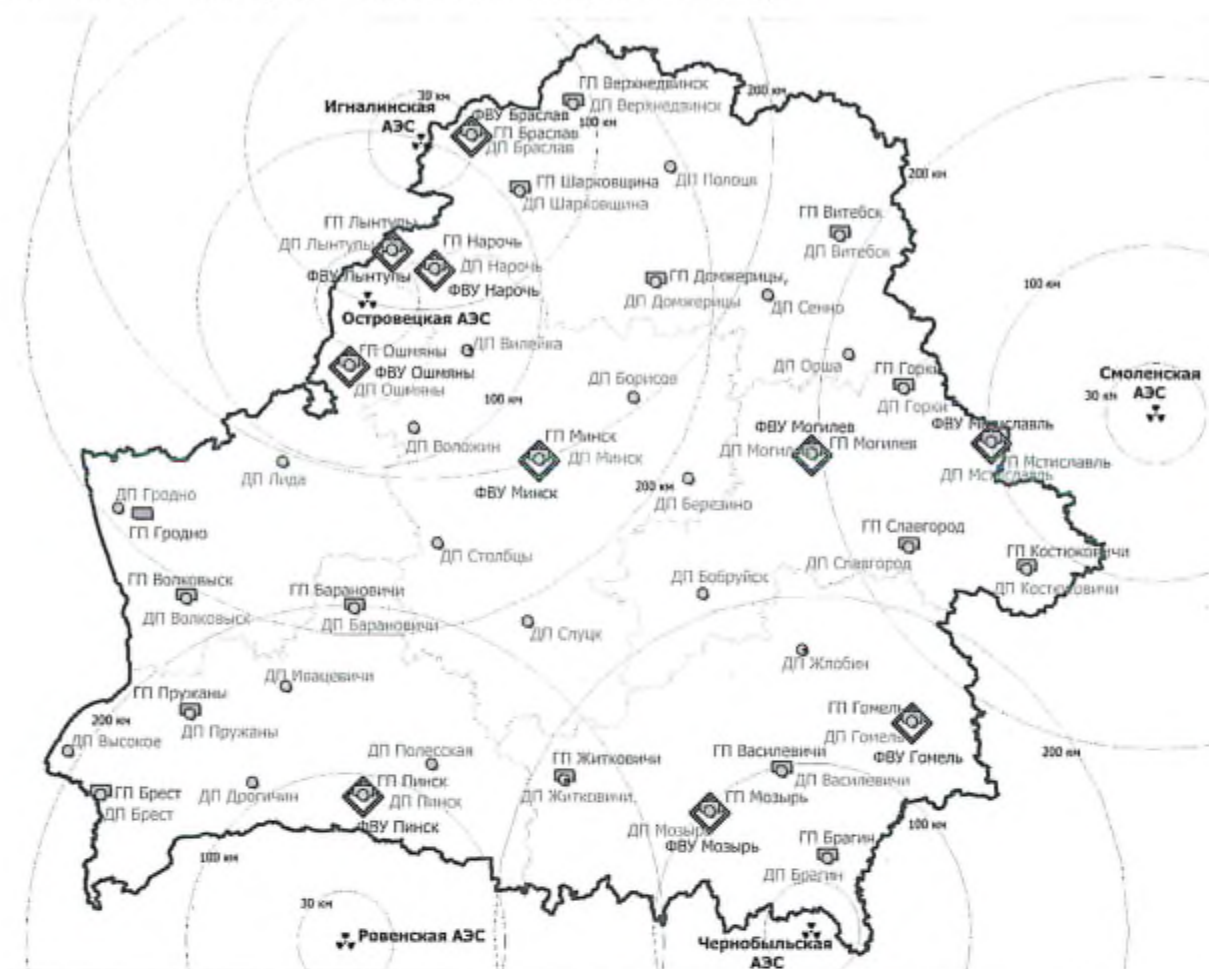 ГП Верхнедвинск
ДП Верхнедвинск
30 км
200 км
100 км
Игналинская
АЭС
ФВУ Браслав
ГП Браслав
ДП Браслав
ДП Полоцк
200 км
ГП Шарковщина
ДП Шарковщина
ГП Витебск
ДП Витебск
ГП Лынтупы
ДП Лынтупы
ФВУ Лынтупы
ГП Нарочь
ДП Нарочь
ФВУ Нарочь
ГП Домжерицы,
ДП Домжерицы
ДП Сенно
100 км
Островецкая АЭС
ГП Ошмяны
ФВУ Ошмяны
ДП Ошмяны
ДП Вилейка
ДП Борисов
ДП Орша
ГП Горки
ДП Горки
Смоленская
АЭС
30 км
100 км
ДП Воложин
ГП Минск
ДП Минск
ФВУ Минск
ФВУ Могилев
ГП Могилев
ДП Могилев
ФВУ Мстиславль
ГП Мстиславль
ДП Мстиславль
ДП Лида
200 км
ДП Березино
ДП Гродно
ГП Гродно
ДП Столбцы
ГП Славгород
ДП Славгород
ГП Костюковичи
ДП Костюковичи
ГП Волковыск
ДП Волковыск
ГП Барановичи
ДП Барановичи
ДП Бобруйск
ДП Слуцк
ДП Жлобин
ДП Ивацевичи
ГП Пружаны
ДП Пружаны
200 км
ДП Высокое
ГП Гомель
ДП Гомель
ФВУ Гомель
200 км
ДП Полесская
ГП Житковичи
ДП Житковичи
ГП Василевичи
ДП Василевичи
ГП Брест
ДП Брест
ДП Дрогичин
ГП Пинск
ДП Пинск
ФВУ Пинск
ГП Мозырь
ДП Мозырь
ФВУ Мозырь
100 км
ГП Брагин
ДП Брагин
100 км
30 км
Ровенская АЭС
Чернобыльская
АЭС